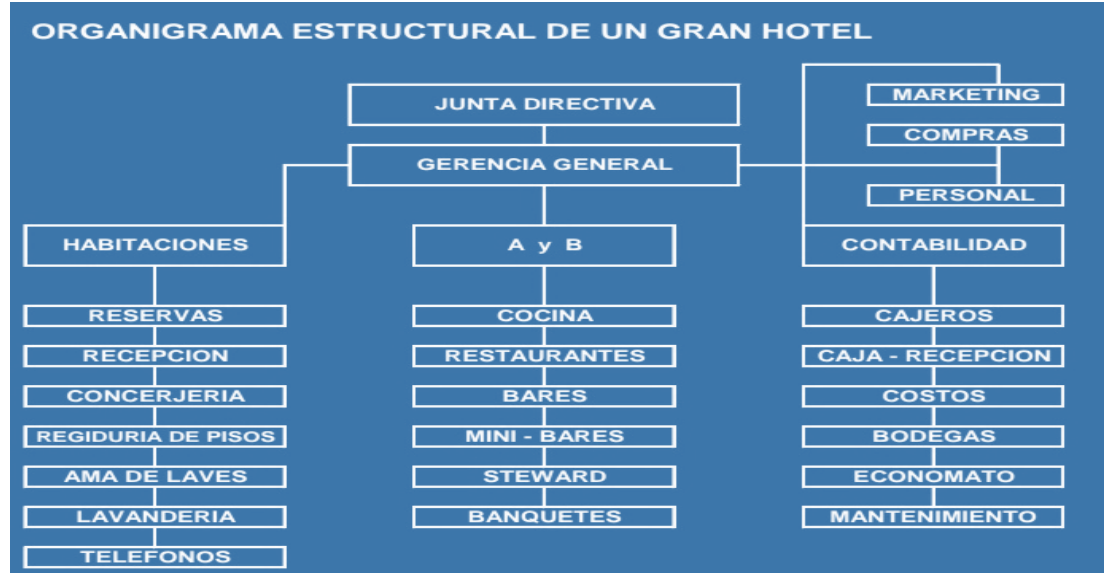 ORGANIGRAMA ESTRUCTURAL DE UN GRAN HOTEL
JUNTA DIRECTIVA
GERENCIA GENERAL
MARKETING
COMPRAS
PERSONAL
HABITACIONES
RESERVAS
RECEPCION
CONCERJERIA
REGIDURIA DE PISOS
AMA DE LAVES
LAVANDERIA
TELEFONOS
A y B
COCINA
RESTAURANTES
BARES
MINI - BARES
STEWARD
BANQUETES
CONTABILIDAD
CAJEROS
CAJA - RECEPCION
COSTOS
BODEGAS
ECONOMATO
MANTENIMIENTO